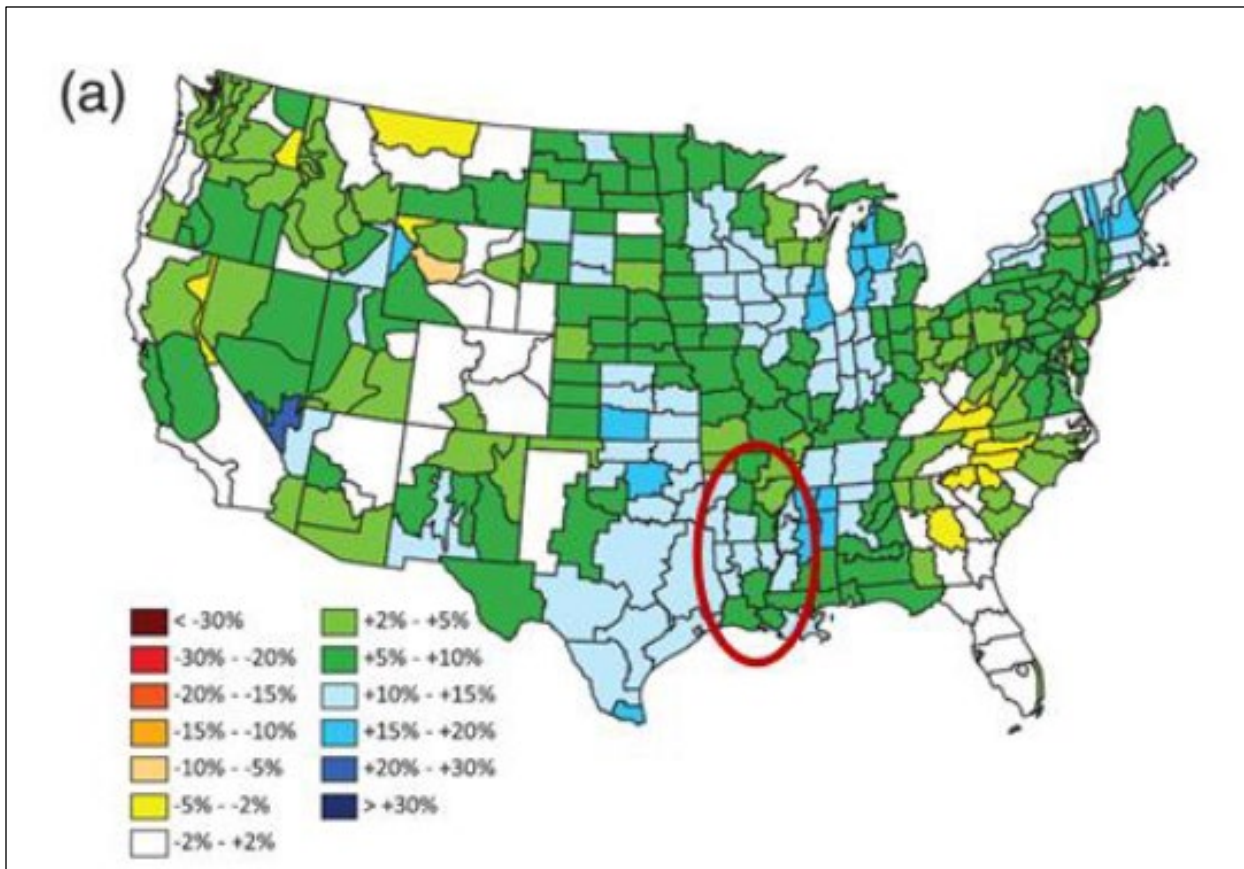 (a)
< -30%
-30% - -20%
-20% - -15%
-15% - -10%
-10% - -5%
-5% - -2%
-2% - +2%
+2% - +5%
+5% - +10%
+10% - +15%
+15% - +20%
+20% - +30%
> +30%